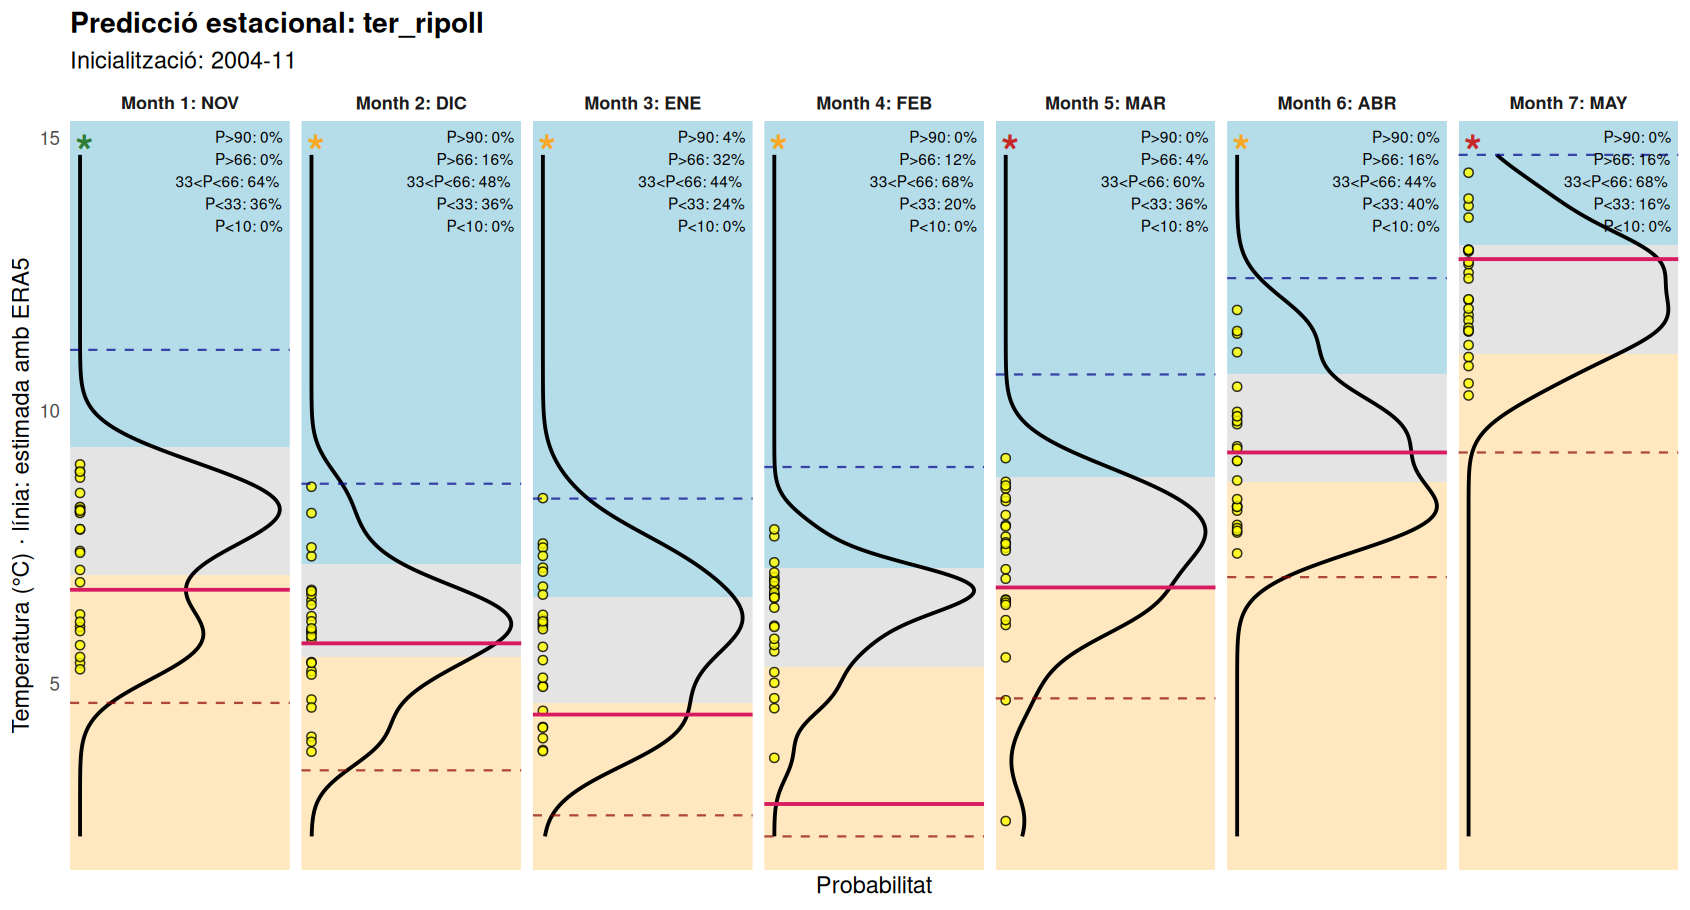 Predicció estacional: ter_ripoll
Inicialització: 2004-11
Month 1: NOV
Month 2: DIC
Month 3: ENE
Month 4: FEB
Month 5: MAR
Month 6: ABR
Month 7: MAY
*
P>90: 0%
P>66: 0%
33<P<66: 64%
P<33: 36%
P<10: 0%
*
P>90: 0%
P>66: 16%
33<P<66: 48%
P<33: 36%
P<10: 0%
*
P>90: 4%
P>66: 32%
33<P<66: 44%
P<33: 24%
P<10: 0%
*
P>90: 0%
P>66: 12%
33<P<66: 68%
P<33: 20%
P<10: 0%
*
P>90: 0%
P>66: 4%
33<P<66: 60%
P<33: 36%
P<10: 8%
*
P>90: 0%
P>66: 16%
33<P<66: 44%
P<33: 40%
P<10: 0%
*
P>90: 0%
P>66: 16%
33<P<66: 68%
P<33: 16%
P<10: 0%
15
10
5
Temperatura (°C) · línia: estimada amb ERA5
Probabilitat